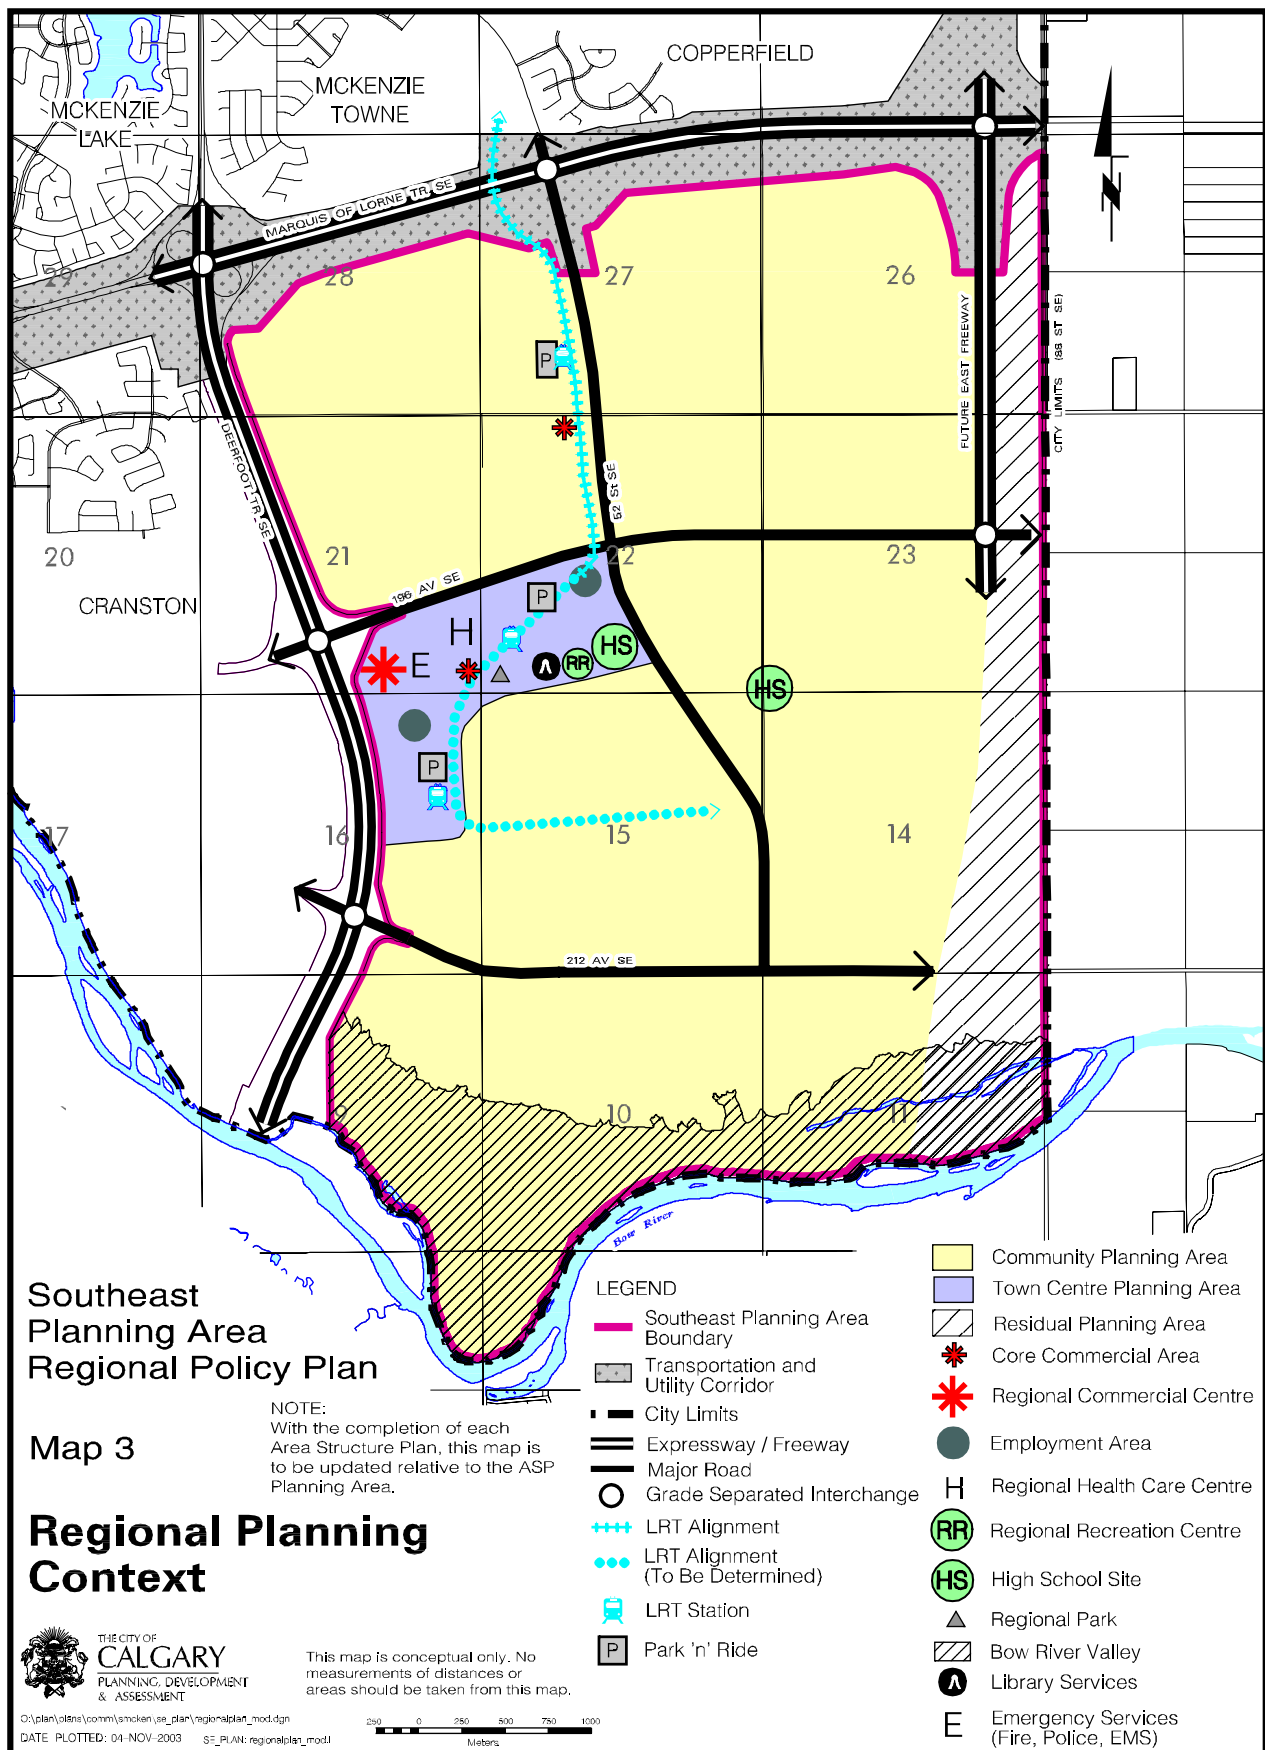 COPPERFIELD
MCKENZIE
TOWNE
MCKENZIE
LAKE
MARQUIS OF LORNE TR. SE
29
28
27
26
FUTURE EAST FREEWAY
CITY LIMITS (88 ST SE)
P
DEERFOOT TR. SE
52 St SE
20
21
22
23
196 AV SE
CRANSTON
P
H
HS
E
RR
HS
P
17
16
15
14
212 AV SE
9
10
11
Bow River
Southeast
Planning Area
Regional Policy Plan
Map 3
NOTE:
With the completion of each
Area Structure Plan, this map is
to be updated relative to the ASP
Planning Area.
Regional Planning
Context
THE CITY OF
CALGARY
PLANNING, DEVELOPMENT
& ASSESSMENT
This map is conceptual only. No
measurements of distances or
areas should be taken from this map.
O:\plan\plans\comm\smcken\se_plan\regionalplan_mod.dgn
DATE PLOTTED: 04-NOV-2003 SE_PLAN: regionalplan_mod.i
250 0 250 500 750 1000
Meters
LEGEND
Southeast Planning Area
Boundary
Transportation and
Utility Corridor
City Limits
Expressway / Freeway
Major Road
Grade Separated Interchange
LRT Alignment
LRT Alignment
(To Be Determined)
LRT Station
P Park 'n' Ride
Community Planning Area
Town Centre Planning Area
Residual Planning Area
Core Commercial Area
Regional Commercial Centre
Employment Area
H Regional Health Care Centre
RR Regional Recreation Centre
HS High School Site
Regional Park
Bow River Valley
Library Services
E Emergency Services
(Fire, Police, EMS)